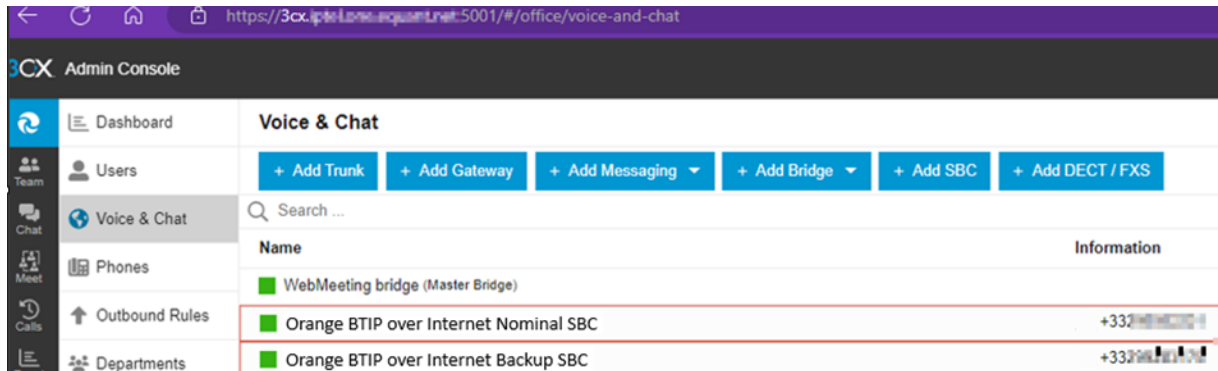 https://3cx. :5001/#/office/voice-and-chat
3CX Admin Console
Dashboard
Voice & Chat
Team
Users
+ Add Trunk + Add Gateway + Add Messaging + Add Bridge + Add SBC + Add DECT / FXS
Chat
Voice & Chat
Search ...
Name Information
Meet
Phones
WebMeeting bridge (Master Bridge)
Calls
Outbound Rules
Orange BTIP over Internet Nominal SBC +332
Departments
Orange BTIP over Internet Backup SBC +33